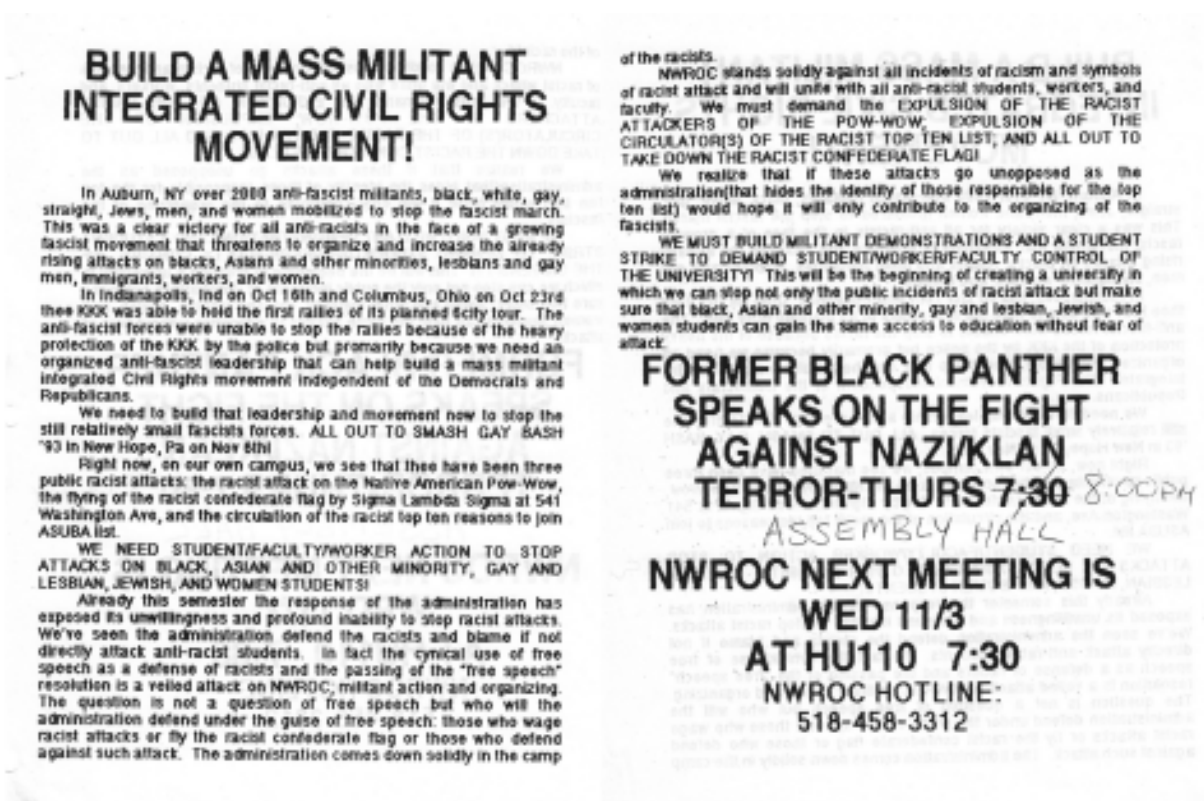 BUILD A MASS MILITANT
INTEGRATED CIVIL RIGHTS
MOVEMENT!
In Auburn, NY over 2000 anti-fascist militants, black, white, gay,
straight, Jews, men, and women mobilized to stop the fascist march.
This was a clear victory for all anti-racists in the face of a growing
fascist movement that threatens to organize and increase the already
rising attacks on blacks, Asians and other minorities, lesbians and gay
men, immigrants, workers, and women.
In Indianapolis, Ind on Oct 16th and Columbus, Ohio on Oct 23rd
thee KKK was able to hold the first rallies of its planned 6city tour. The
anti-fascist forces were unable to stop the rallies because of the heavy
protection of the KKK by the police but promarily because we need an
organized anti-fascist leadership that can help build a mass militant
integrated Civil Rights movement independent of the Democrats and
Republicans.
We need to build that leadership and movement now to stop the
still relatively small fascists forces. ALL OUT TO SMASH GAY BASH
'93 in New Hope, Pa on Nov 6th!
Right now, on our own campus, we see that thee have been three
public racist attacks: the racist attack on the Native American Pow-Wow,
the flying of the racist confederate flag by Sigma Lambda Sigma at 541
Washington Ave, and the circulation of the racist top ten reasons to join
ASUBA list.
WE NEED STUDENT/FACULTY/WORKER ACTION TO STOP
ATTACKS ON BLACK, ASIAN AND OTHER MINORITY, GAY AND
LESBIAN, JEWISH, AND WOMEN STUDENTS!
Already this semester the response of the administration has
exposed its unwillingness and profound inability to stop racist attacks.
We've seen the administration defend the racists and blame if not
directly attack anti-racist students. In fact the cynical use of free
speech as a defense of racists and the passing of the "free speech"
resolution is a veiled attack on NWROC; militant action and organizing.
The question is not a question of free speech but who will the
administration defend under the guise of free speech: those who wage
racist attacks or fly the racist confederate flag or those who defend
against such attack. The administration comes down solidly in the camp
of the racists.
NWROC stands solidly against all incidents of racism and symbols
of racist attack and will unite with all anti-racist students, workers, and
faculty. We must demand the EXPULSION OF THE RACIST
ATTACKERS OF THE POW-WOW; EXPULSION OF THE
CIRCULATOR(S) OF THE RACIST TOP TEN LIST; AND ALL OUT TO
TAKE DOWN THE RACIST CONFEDERATE FLAG!
We realize that if these attacks go unopposed as the
administration(that hides the identity of those responsible for the top
ten list) would hope it will only contribute to the organizing of the
fascists.
WE MUST BUILD MILITANT DEMONSTRATIONS AND A STUDENT
STRIKE TO DEMAND STUDENT/WORKER/FACULTY CONTROL OF
THE UNIVERSITY! This will be the beginning of creating a university in
which we can stop not only the public incidents of racist attack but make
sure that black, Asian and other minority, gay and lesbian, Jewish, and
women students can gain the same access to education without fear of
attack.
FORMER BLACK PANTHER
SPEAKS ON THE FIGHT
AGAINST NAZI/KLAN
TERROR-THURS 7:30 8:00PM
ASSEMBLY HALL
NWROC NEXT MEETING IS
WED 11/3
AT HU110 7:30
NWROC HOTLINE-
518-458-3312